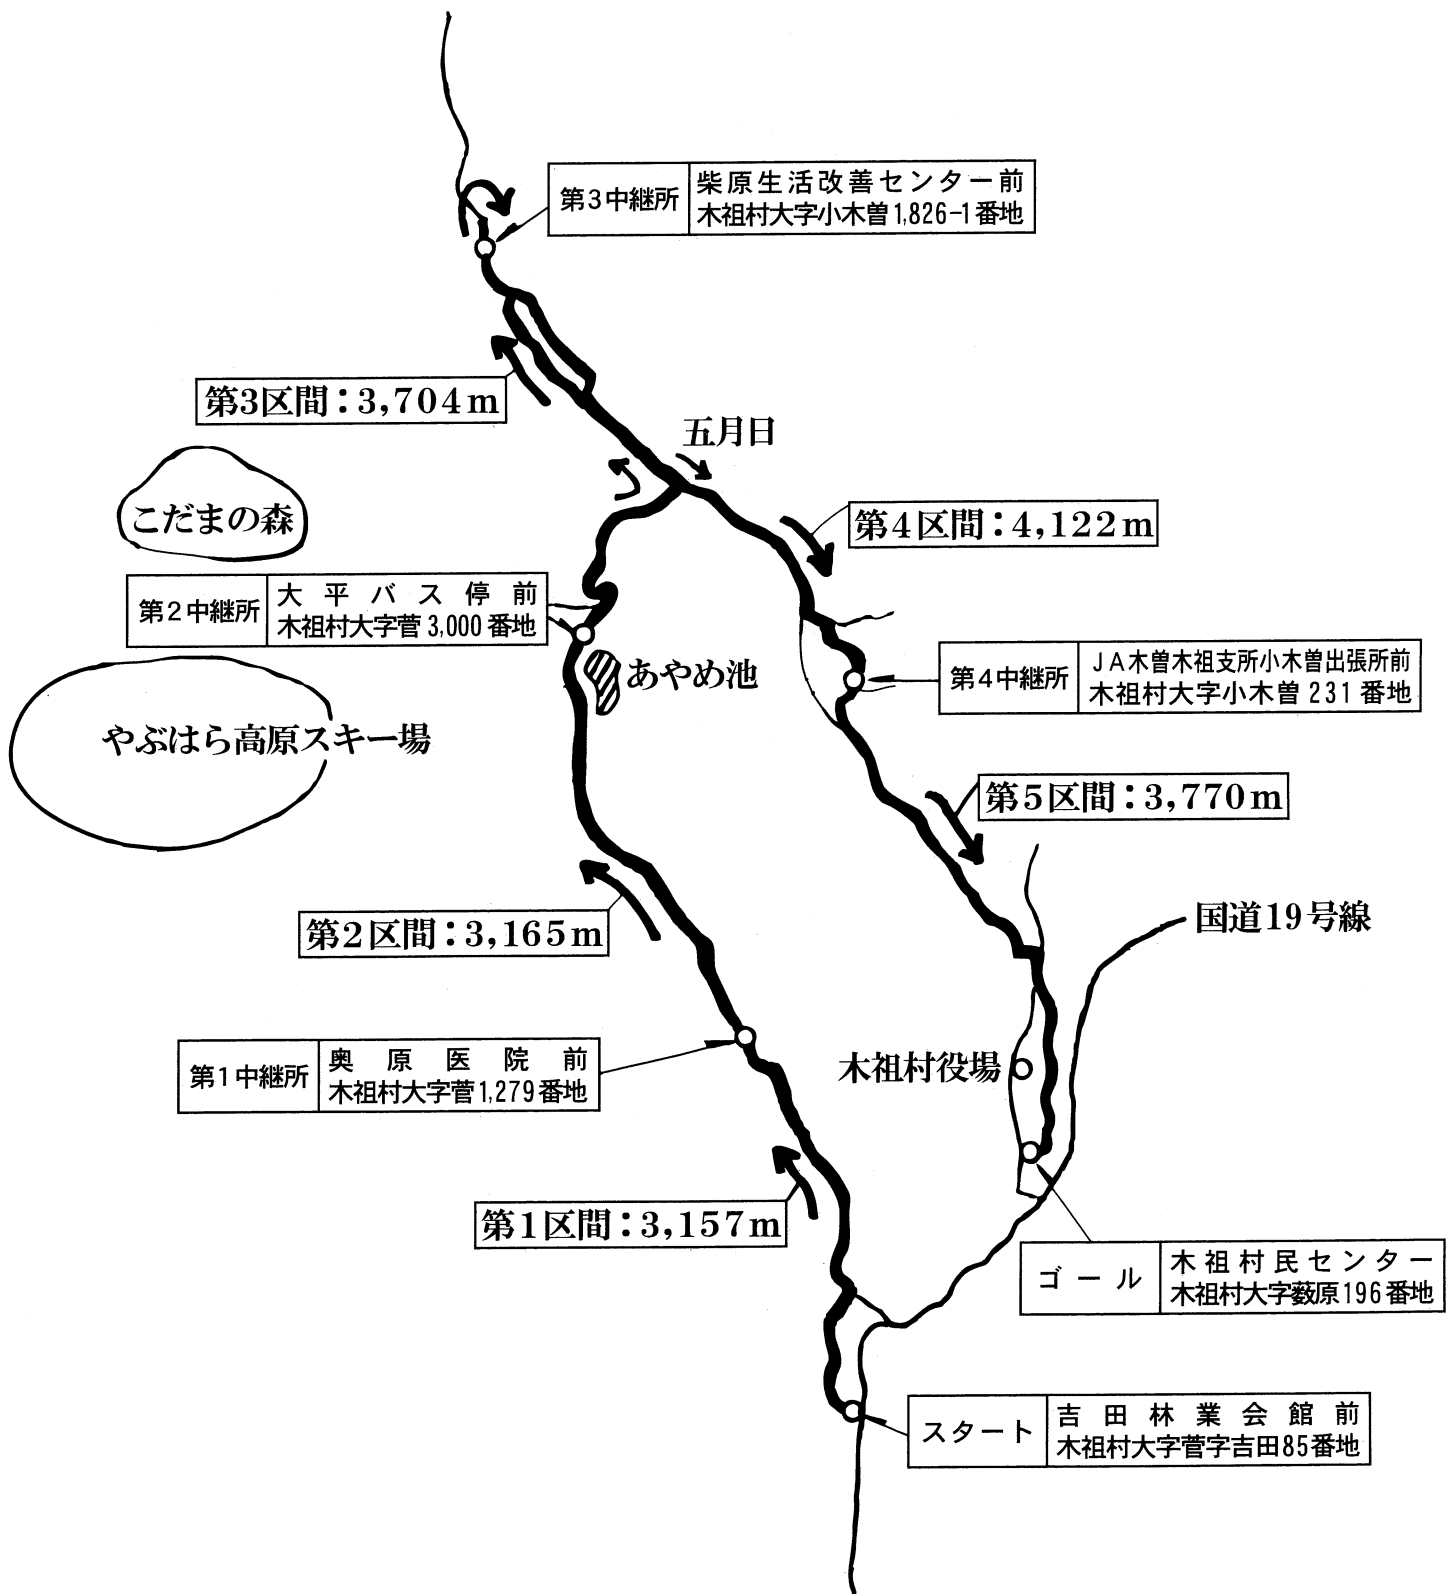 第3中継所
柴原生活改善センター前
木祖村大字小木曽1,826-1番地
第3区間:3,704m
五月日
こだまの森
第4区間:4,122m
第2中継所
大平バス停前
木祖村大字菅3,000番地
あやめ池
第4中継所
JA木曽木祖支所小木曽出張所前
木祖村大字小木曽231番地
やぶはら高原スキー場
第5区間:3,770m
第2区間:3,165m
国道19号線
第1中継所
奥原医院前
木祖村大字菅1,279番地
木祖村役場
第1区間:3,157m
ゴール
木祖村民センター
木祖村大字薮原196番地
スタート
吉田林業会館前
木祖村大字菅字吉田85番地